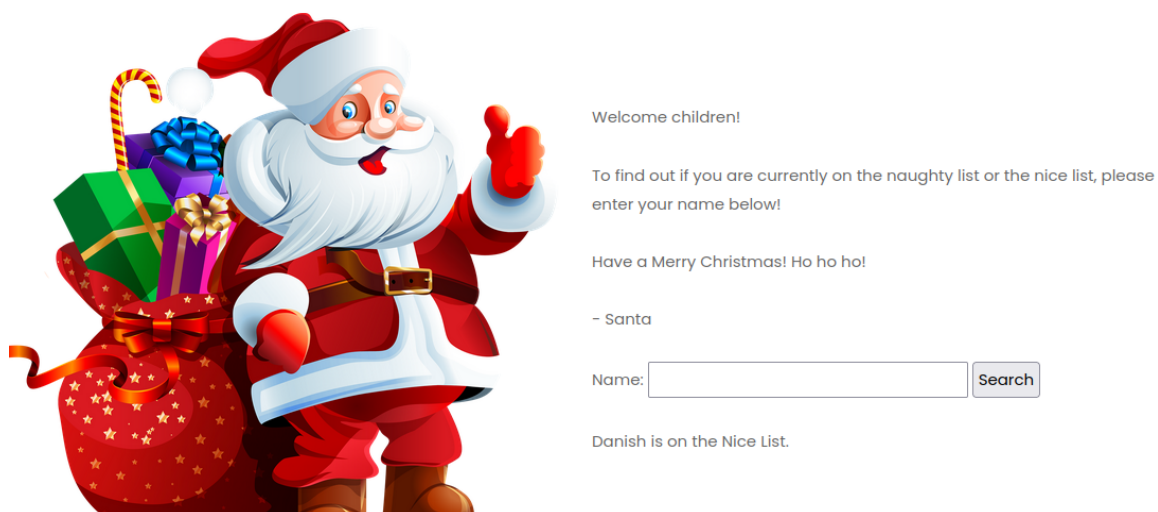 Welcome children!
To find out if you are currently on the naughty list or the nice list, please
enter your name below!
Have a Merry Christmas! Ho ho ho!
- Santa
Name: Search
Danish is on the Nice List.